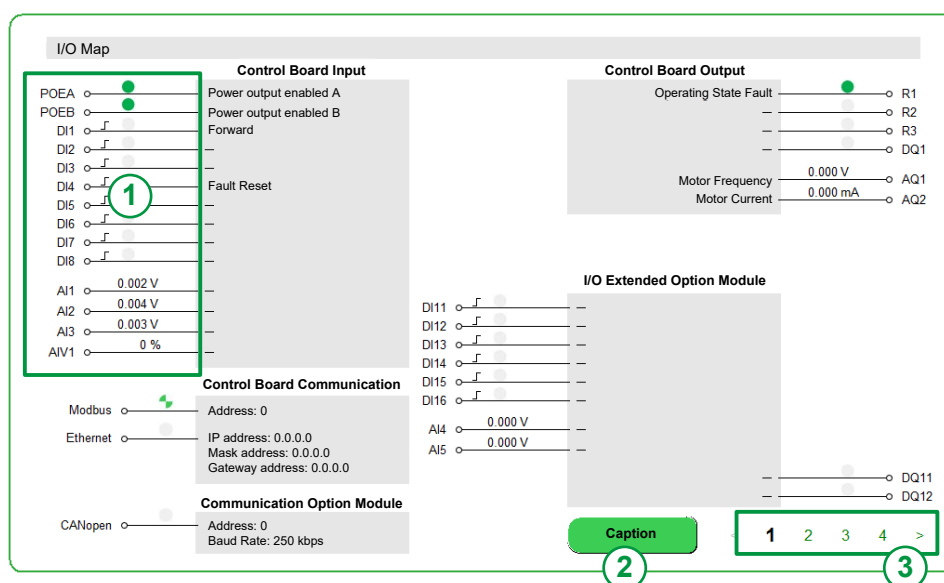 I/O Map
Control Board Input
POEA Power output enabled A
POEB Power output enabled B
DI1 Forward
DI2 –
DI3 –
DI4 Fault Reset
DI5 –
DI6 –
DI7 –
DI8 –
AI1 0.002 V –
AI2 0.004 V –
AI3 0.003 V –
AIV1 0 % –
1
Control Board Communication
Modbus Address: 0
Ethernet IP address: 0.0.0.0
Mask address: 0.0.0.0
Gateway address: 0.0.0.0
Communication Option Module
CANopen Address: 0
Baud Rate: 250 kbps
Control Board Output
Operating State Fault R1
– R2
– R3
– DQ1
Motor Frequency 0.000 V AQ1
Motor Current 0.000 mA AQ2
I/O Extended Option Module
DI11 –
DI12 –
DI13 –
DI14 –
DI15 –
DI16 –
AI4 0.000 V –
AI5 0.000 V –
– DQ11
– DQ12
Caption
< 1 2 3 4 >
2
3